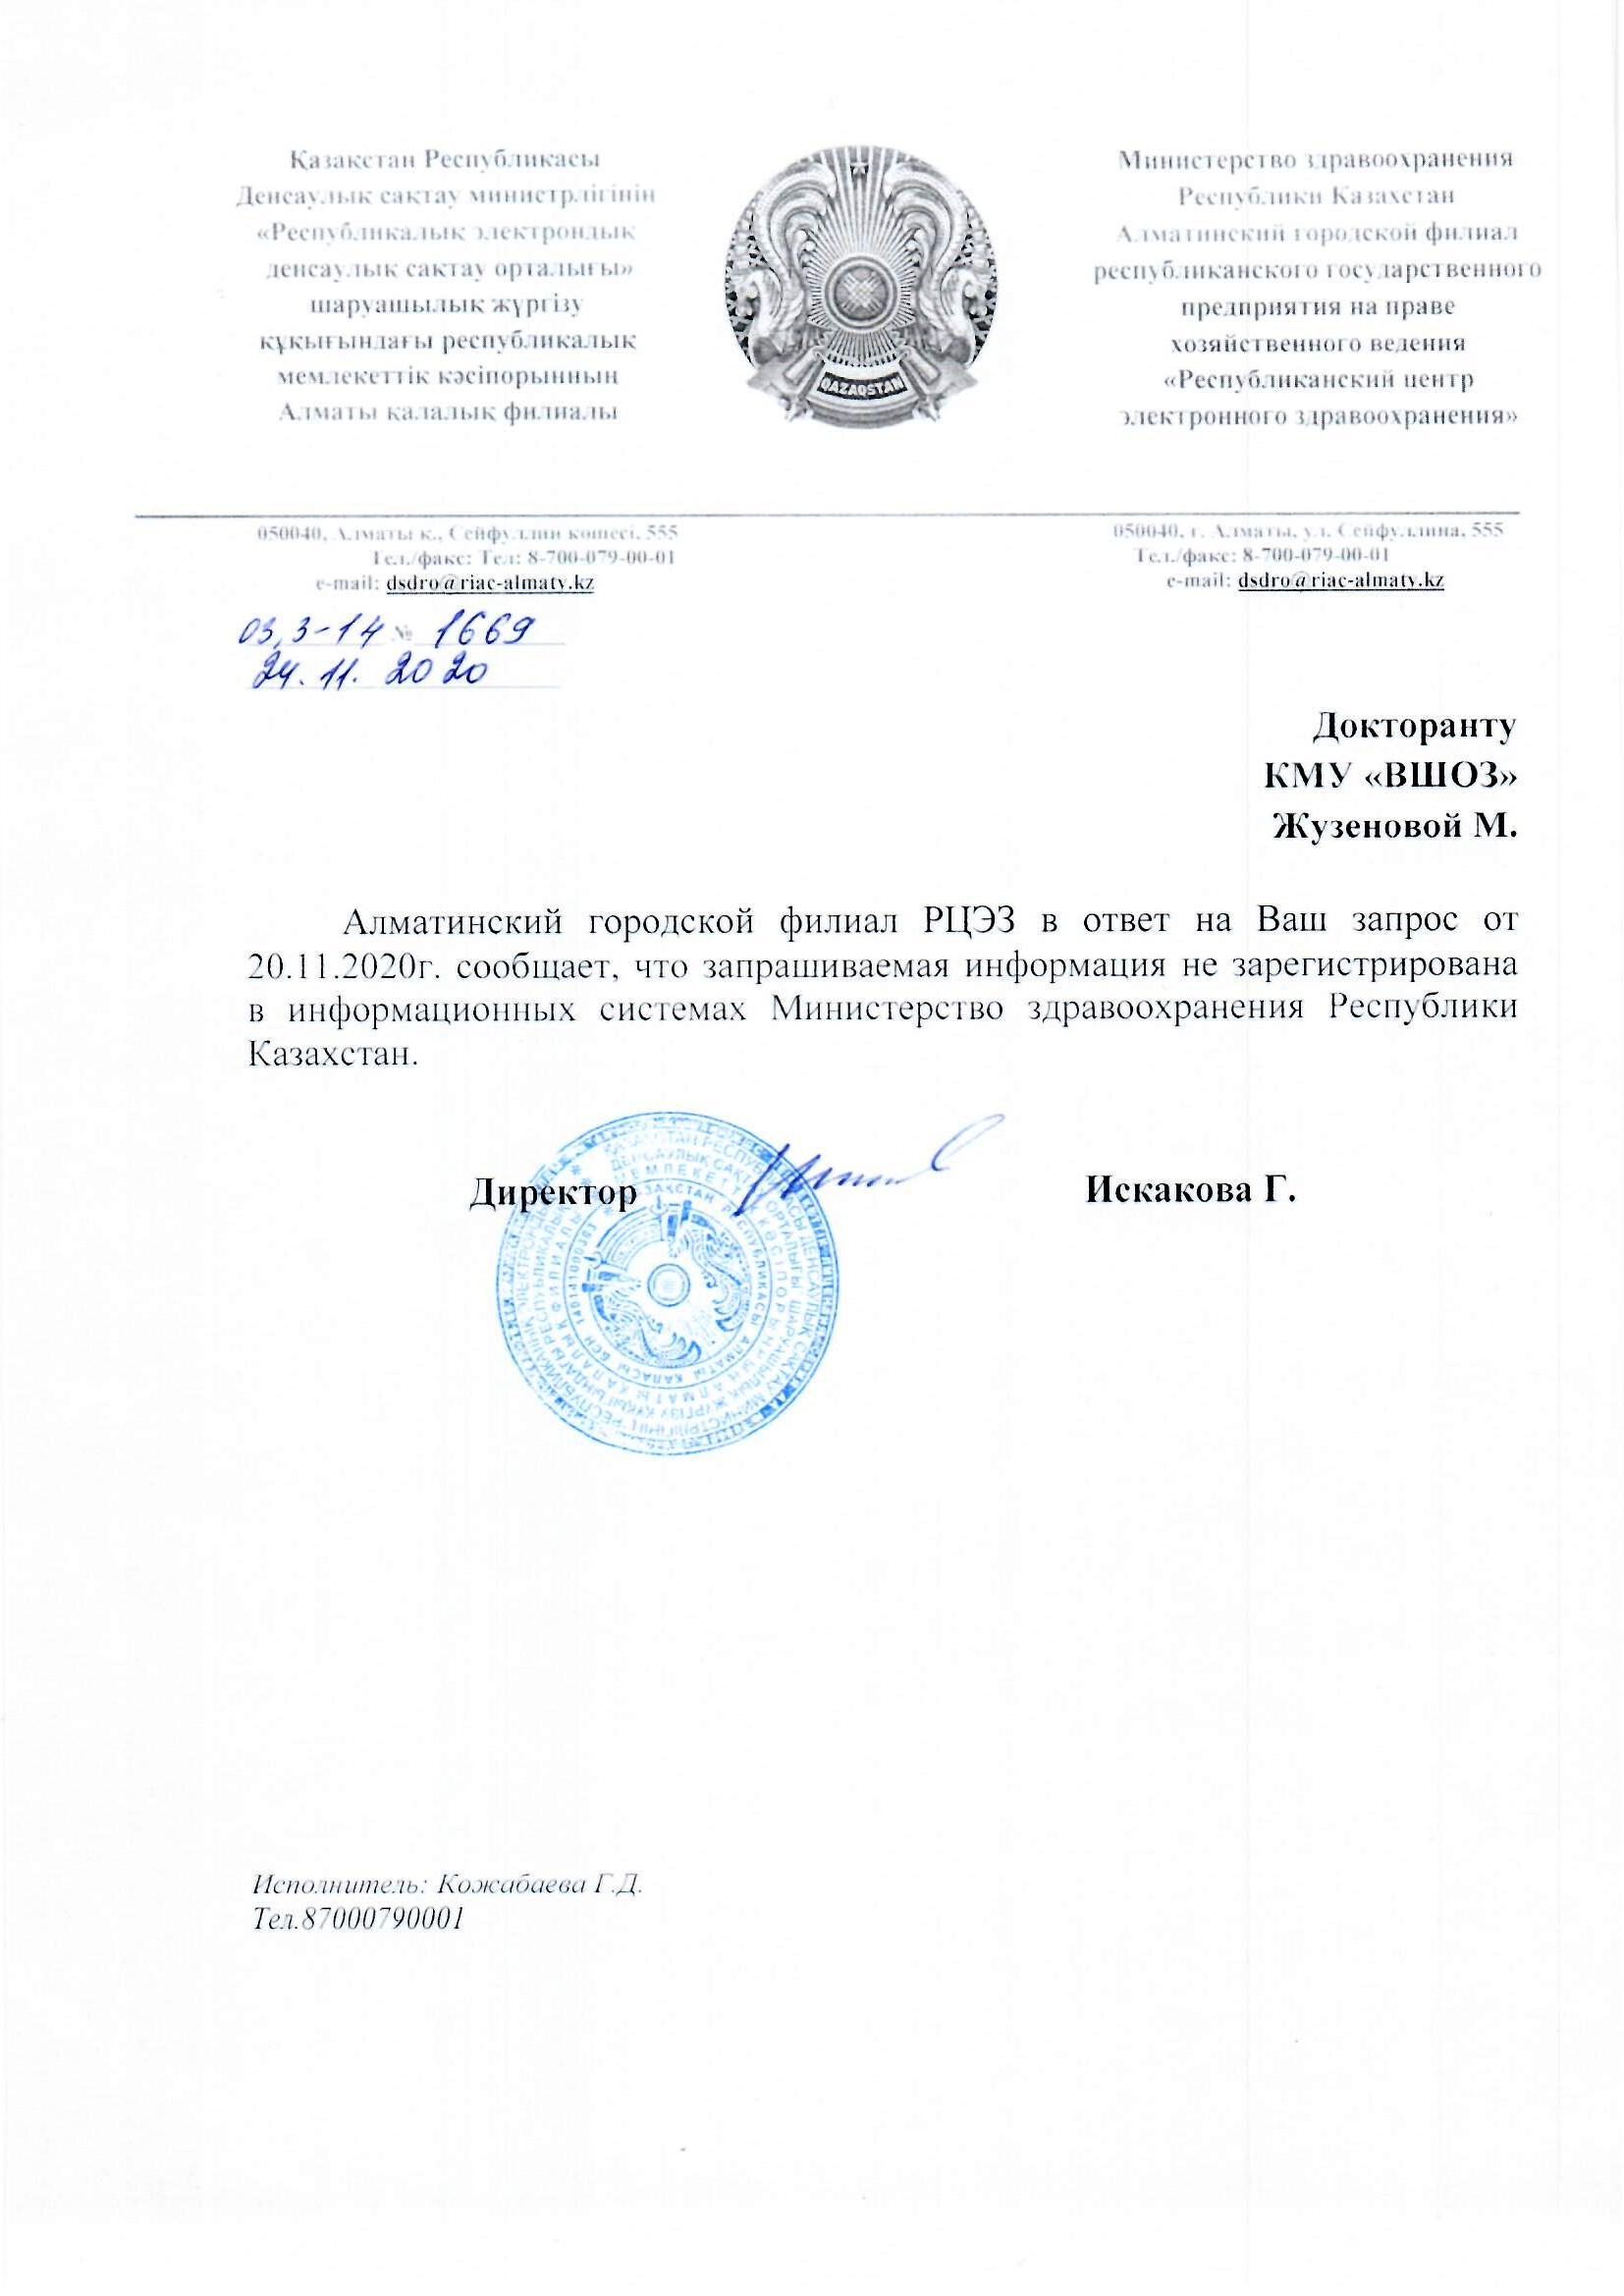 Қазақстан Республикасы
Денсаулық сақтау министрлігінің
«Республикалық электрондық
денсаулық сақтау орталығы»
шаруашылық жүргізу
құқығындағы республикалық
мемлекеттік кәсіпорынның
Алматы қалалық филиалы
QAZAQSTAN
Министерство здравоохранения
Республики Казахстан
Алматинский городской филиал
республиканского государственного
предприятия на праве
хозяйственного ведения
«Республиканский центр
электронного здравоохранения»
050040, Алматы қ., Сейфуллин көшесі, 555
Тел./факс: Тел: 8-700-079-00-01
e-mail: dsdro@riac-almaty.kz
050040, г. Алматы, ул. Сейфуллина, 555
Тел./факс: 8-700-079-00-01
e-mail: dsdro@riac-almaty.kz
03,3-14 № 1669
24. 11. 2020
Докторанту
КМУ «ВШОЗ»
Жузеновой М.
Алматинский городской филиал РЦЭЗ в ответ на Ваш запрос от
20.11.2020г. сообщает, что запрашиваемая информация не зарегистрирована
в информационных системах Министерство здравоохранения Республики
Казахстан.
Директор
Искакова Г.
ҚАЗАҚСТАН РЕСПУБЛИКАСЫ АЛМАТЫ ҚАЛАСЫ БСН
Исполнитель: Кожабаева Г.Д.
Тел.87000790001